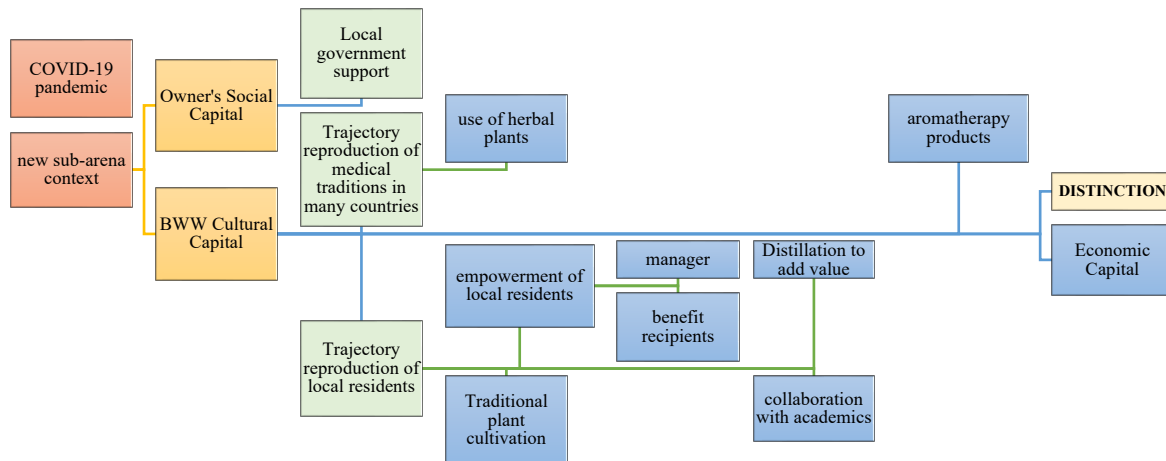 COVID-19
pandemic
new sub-arena
context
Owner's Social
Capital
BWW Cultural
Capital
Local
government
support
Trajectory
reproduction of
medical
traditions in
many countries
Trajectory
reproduction of
local residents
use of herbal
plants
empowerment of
local residents
Traditional
plant
cultivation
manager
benefit
recipients
Distillation to
add value
collaboration
with academics
aromatherapy
products
DISTINCTION
Economic
Capital